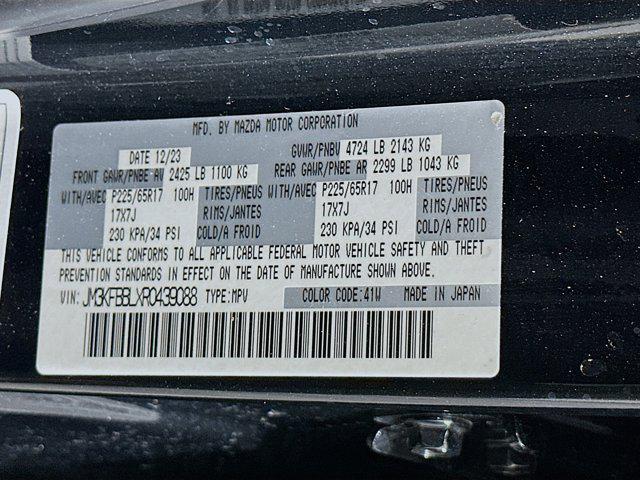 MFD. BY MAZDA MOTOR CORPORATION
DATE 12/23 GVWR/PNBV 4724 LB 2143 KG
FRONT GAWR/PNBE AV 2425 LB 1100 KG REAR GAWR/PNBE AR 2299 LB 1043 KG
WITH/AVEC P225/65R17 100H TIRES/PNEUS WITH/AVEC P225/65R17 100H TIRES/PNEUS
17X7J RIMS/JANTES 17X7J RIMS/JANTES
230 KPA/34 PSI COLD/A FROID 230 KPA/34 PSI COLD/A FROID
THIS VEHICLE CONFORMS TO ALL APPLICABLE FEDERAL MOTOR VEHICLE SAFETY AND THEFT
PREVENTION STANDARDS IN EFFECT ON THE DATE OF MANUFACTURE SHOWN ABOVE.
VIN: JM3KFBBLXR0439088 TYPE:MPV COLOR CODE:41W MADE IN JAPAN